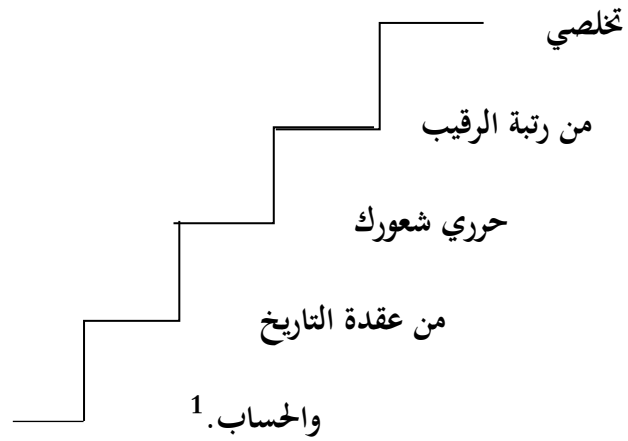 تخلصي
من رتبة الرقيب
حرري شعورك
من عقدة التاريخ
والحساب.1